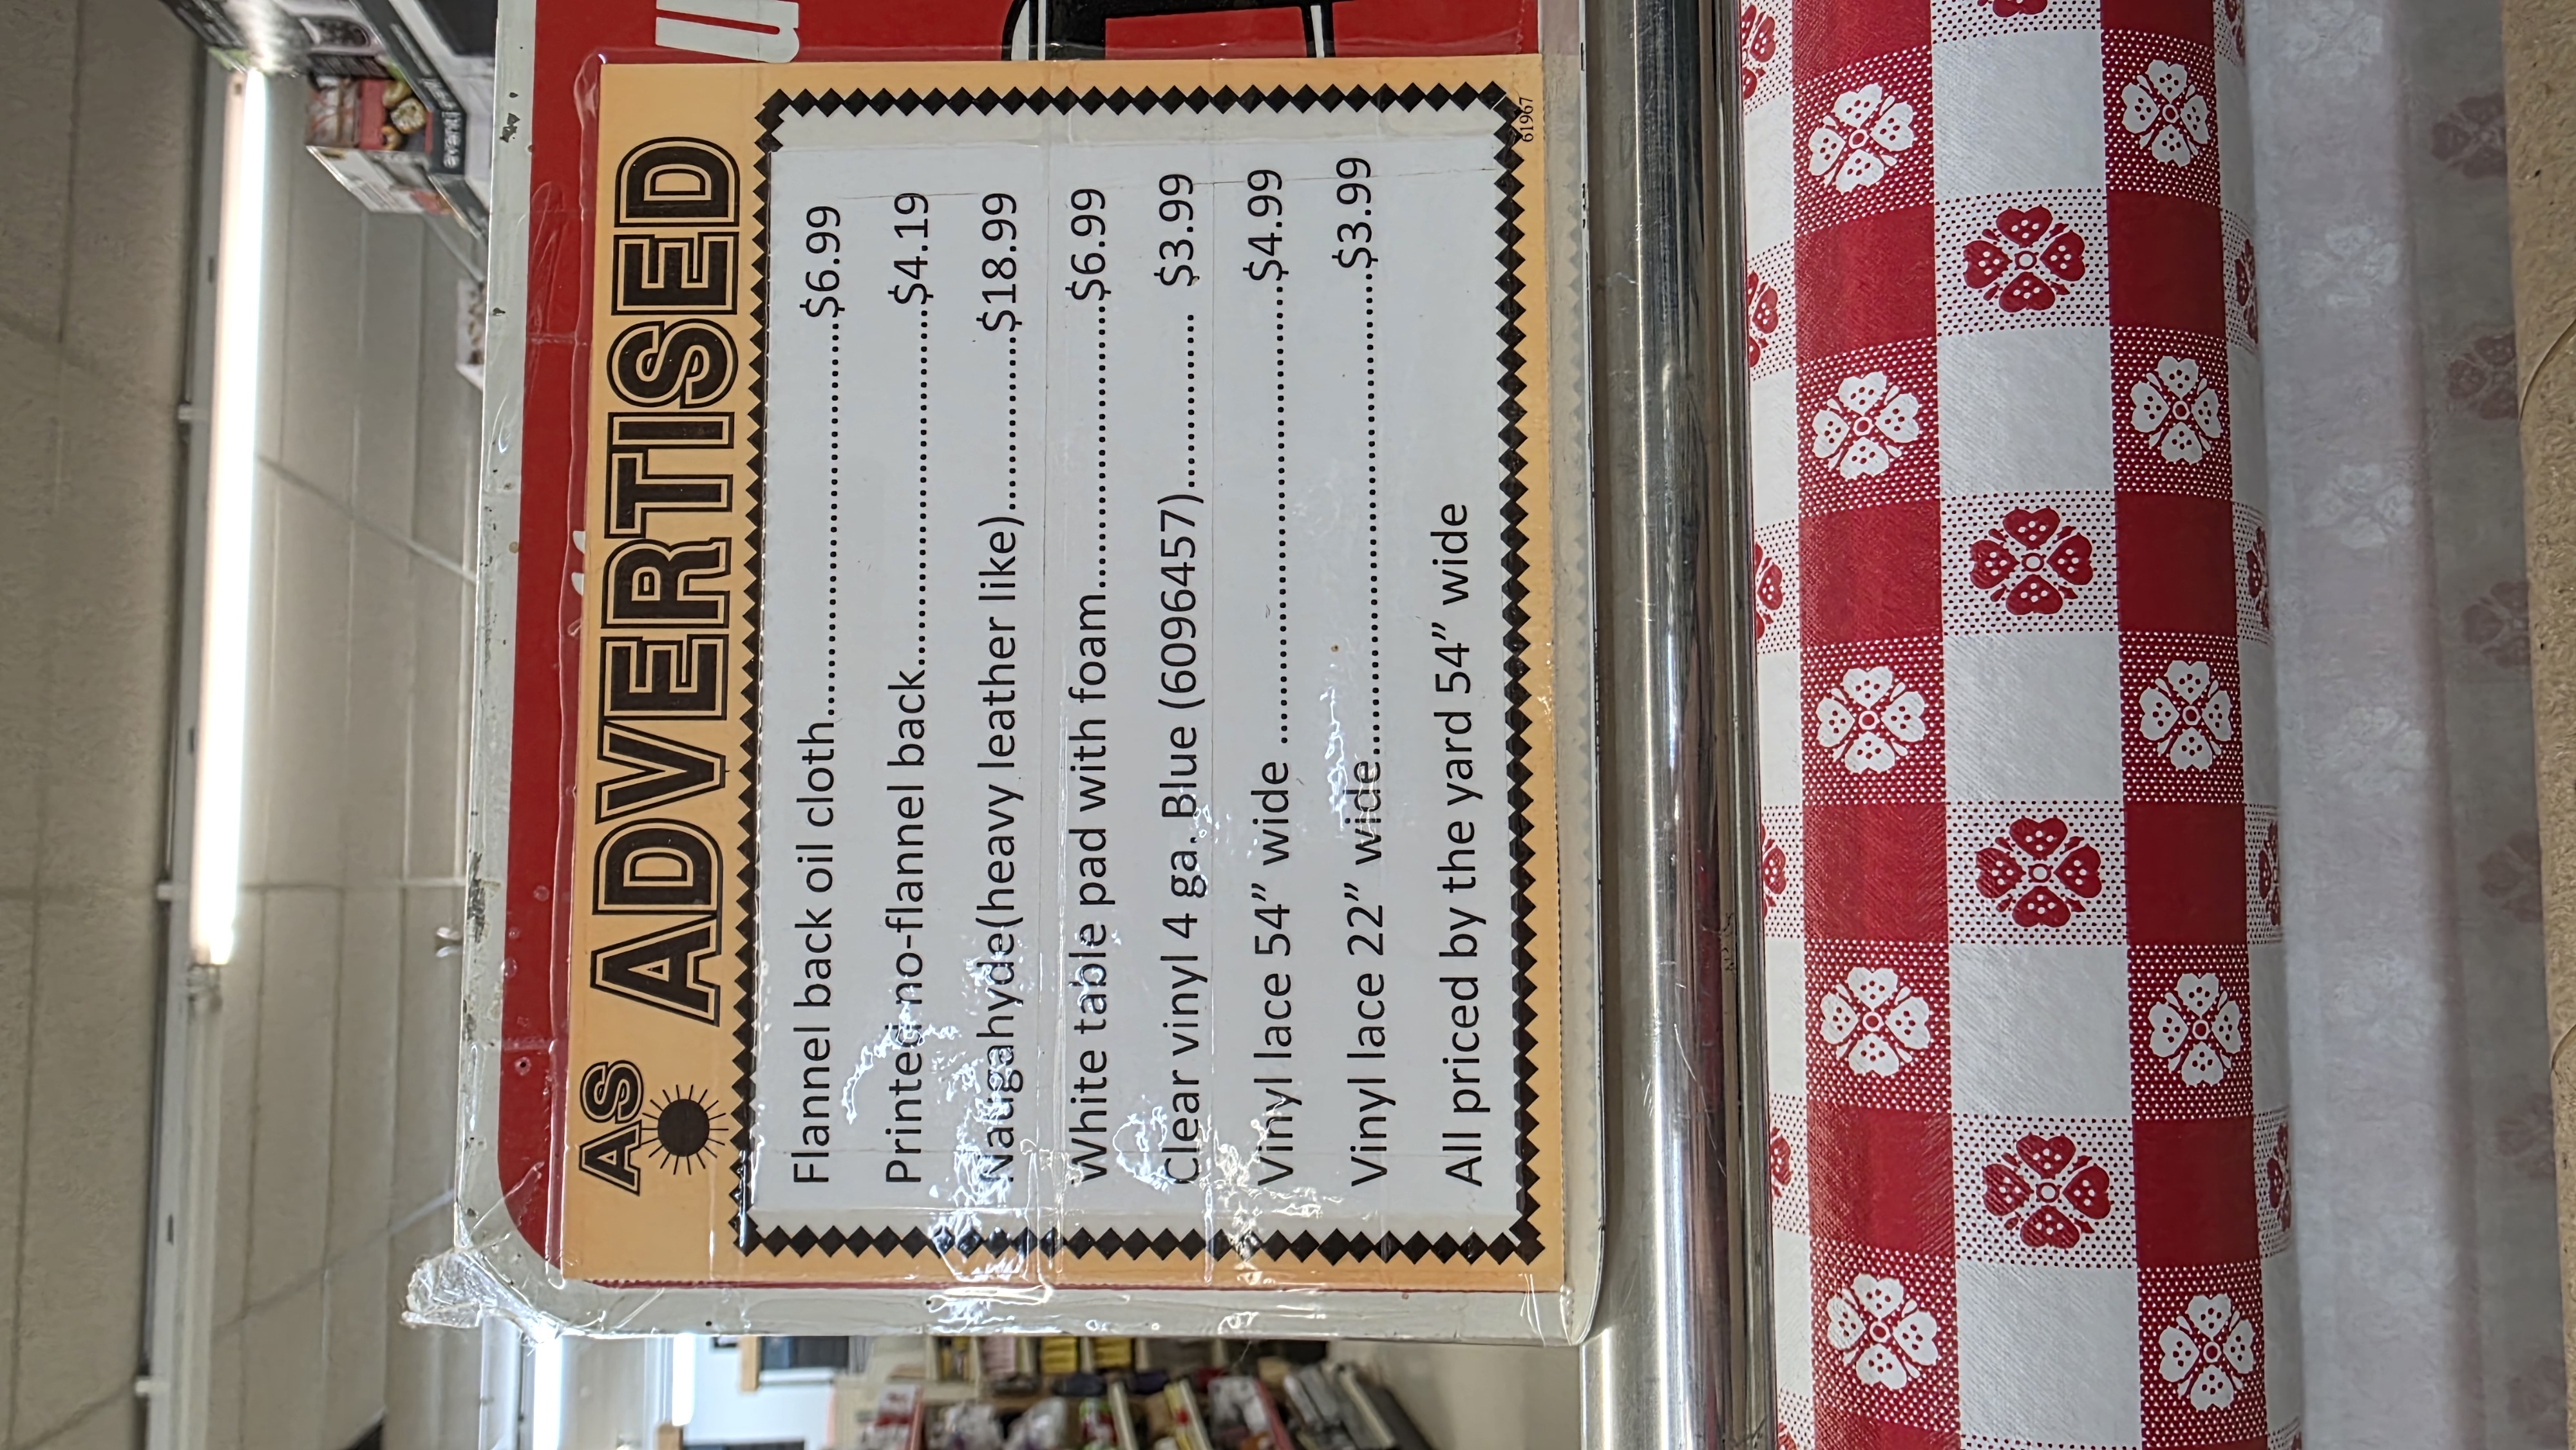 AS ADVERTISED
Flannel back oil cloth..............................$6.99
Printed no-flannel back..........................$4.19
Naugahyde(heavy leather like)..............$18.99
White table pad with foam.....................$6.99
Clear vinyl 4 ga. Blue (6096457).............. $3.99
Vinyl lace 54” wide ...................................$4.99
Vinyl lace 22” wide....................................$3.99
All priced by the yard 54” wide
61967
avanti